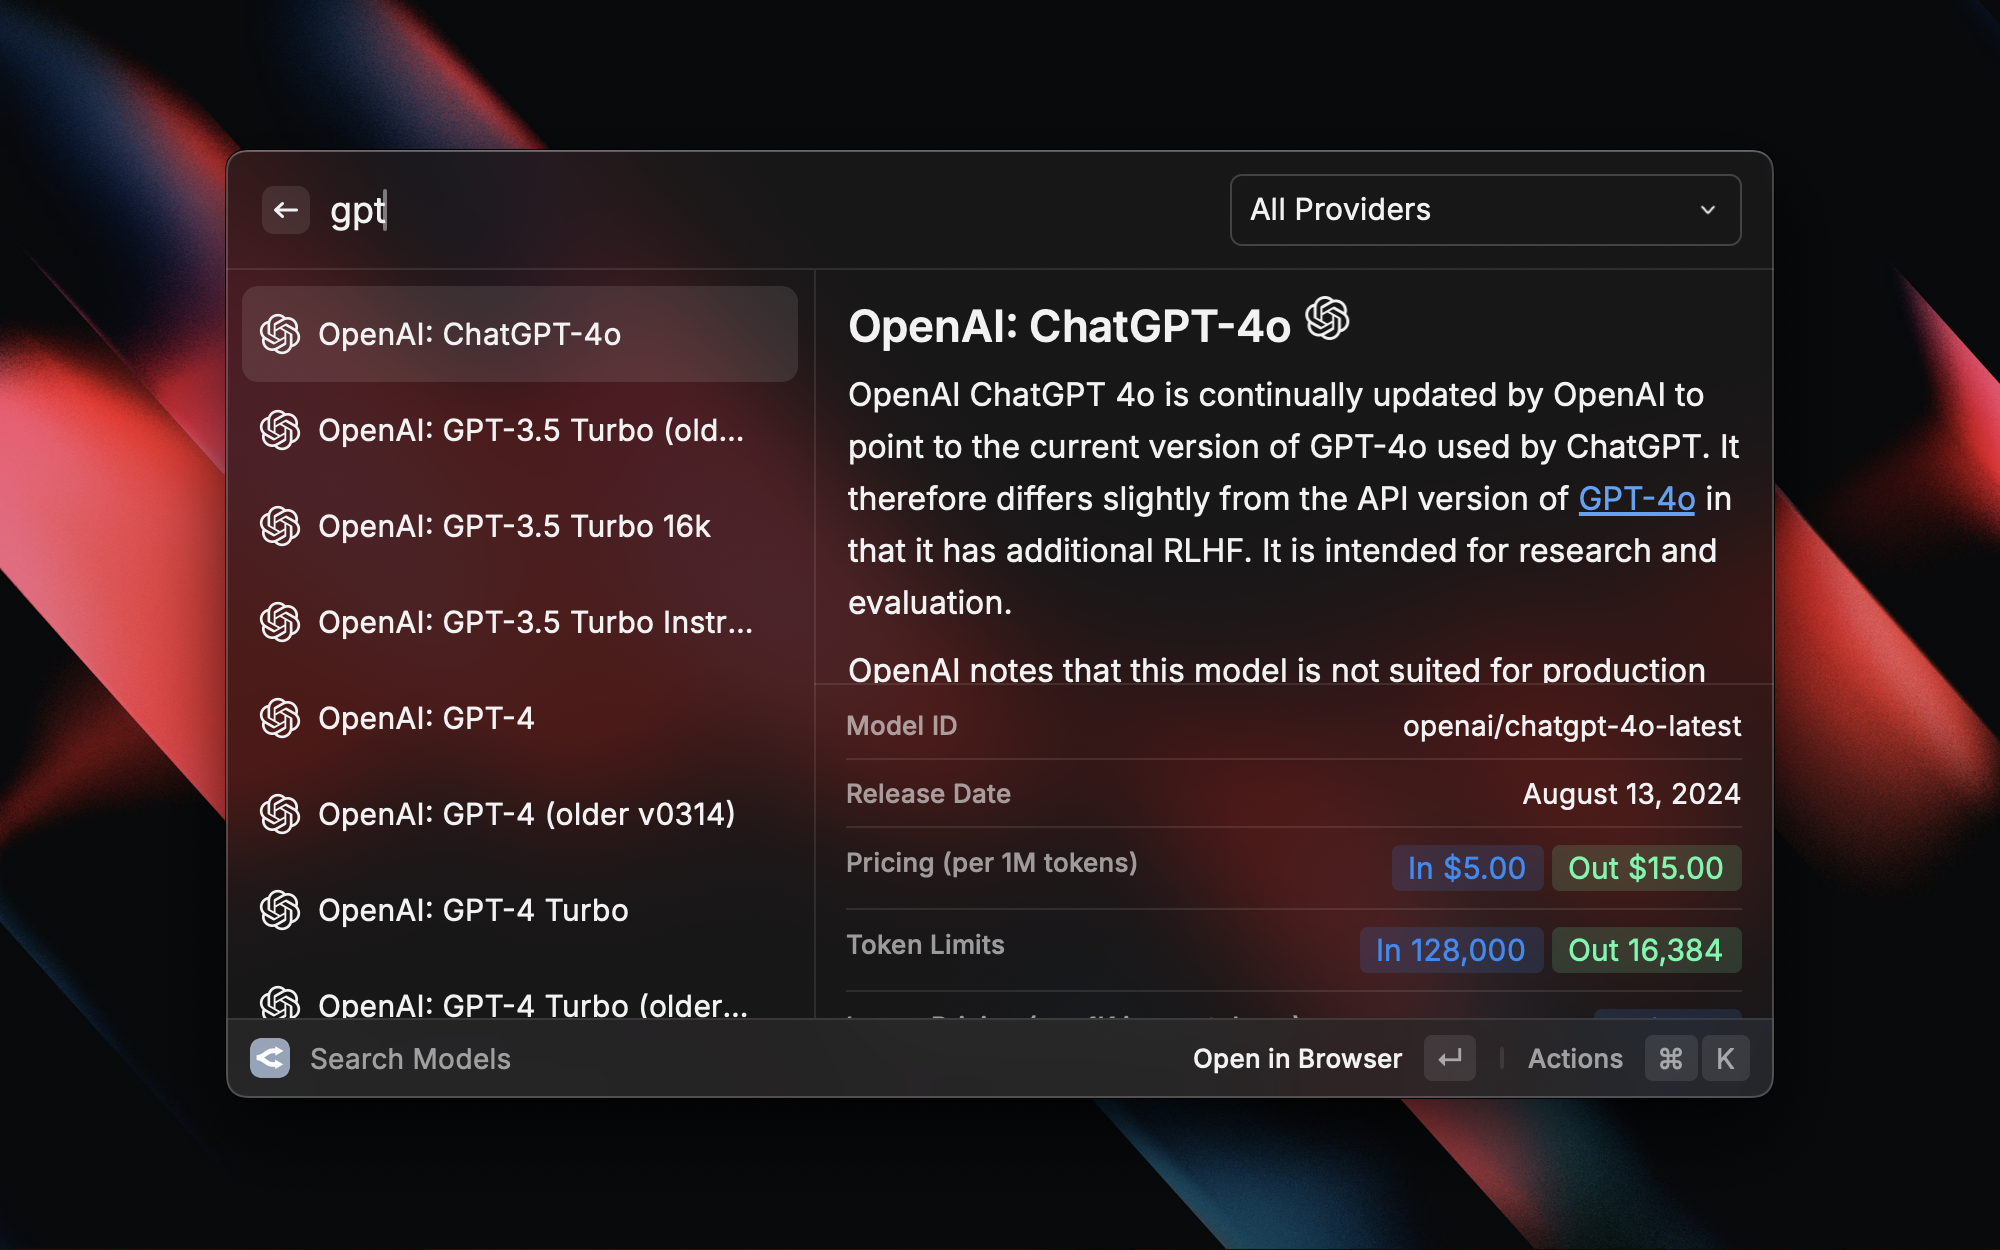 gpt
All Providers
OpenAI: ChatGPT-4o
OpenAI: GPT-3.5 Turbo (old...
OpenAI: GPT-3.5 Turbo 16k
OpenAI: GPT-3.5 Turbo Instr...
OpenAI: GPT-4
OpenAI: GPT-4 (older v0314)
OpenAI: GPT-4 Turbo
OpenAI: GPT-4 Turbo (older...
OpenAI: ChatGPT-4o
OpenAI ChatGPT 4o is continually updated by OpenAI to
point to the current version of GPT-4o used by ChatGPT. It
therefore differs slightly from the API version of GPT-4o in
that it has additional RLHF. It is intended for research and
evaluation.
OpenAI notes that this model is not suited for production
Model ID openai/chatgpt-4o-latest
Release Date August 13, 2024
Pricing (per 1M tokens) In $5.00 Out $15.00
Token Limits In 128,000 Out 16,384
Search Models
Open in Browser ↵ Actions ⌘ K